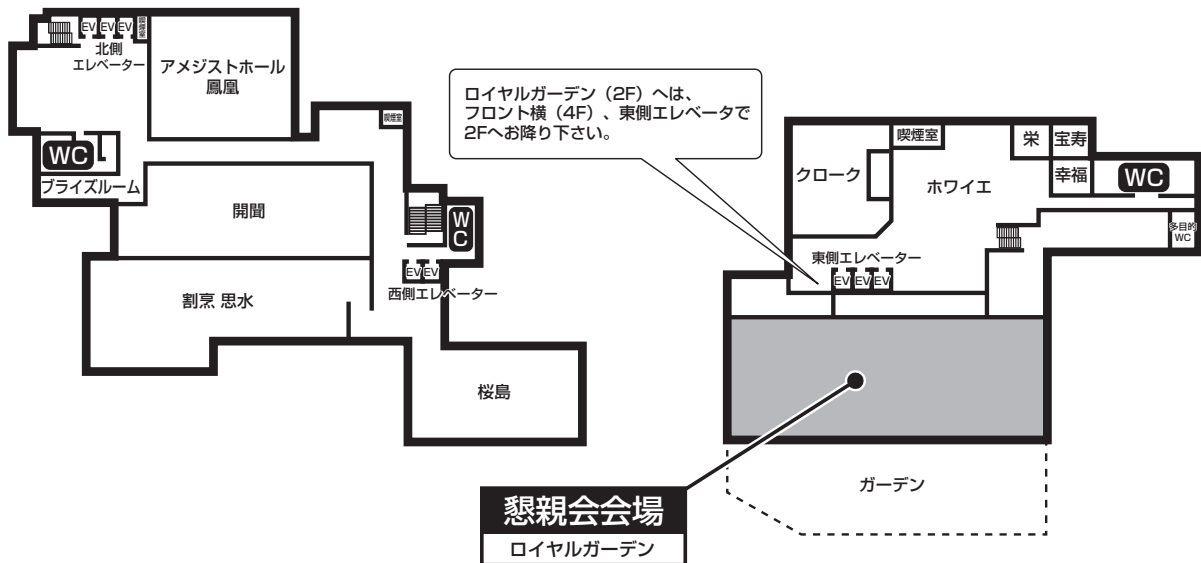 EV EV EV
喫煙室
北側
エレベーター
アメジストホール
鳳凰
喫煙室
WC
ブライズルーム
開聞
WC
EV EV
西側エレベーター
割烹 思水
桜島
ロイヤルガーデン(2F)へは、
フロント横(4F)、東側エレベータで
2Fへお降り下さい。
喫煙室
栄
宝寿
クローク
ホワイエ
幸福
WC
多目的
WC
東側エレベーター
EV EV EV
ガーデン
懇親会会場
ロイヤルガーデン